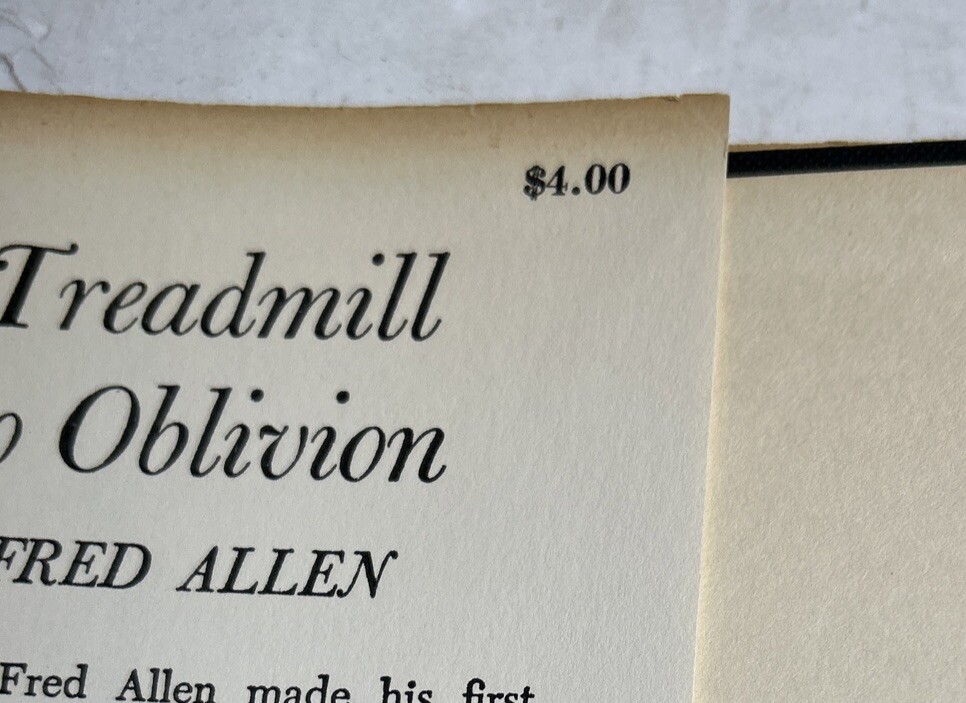 $4.00
Treadmill
o Oblivion
FRED ALLEN
Fred Allen made his first